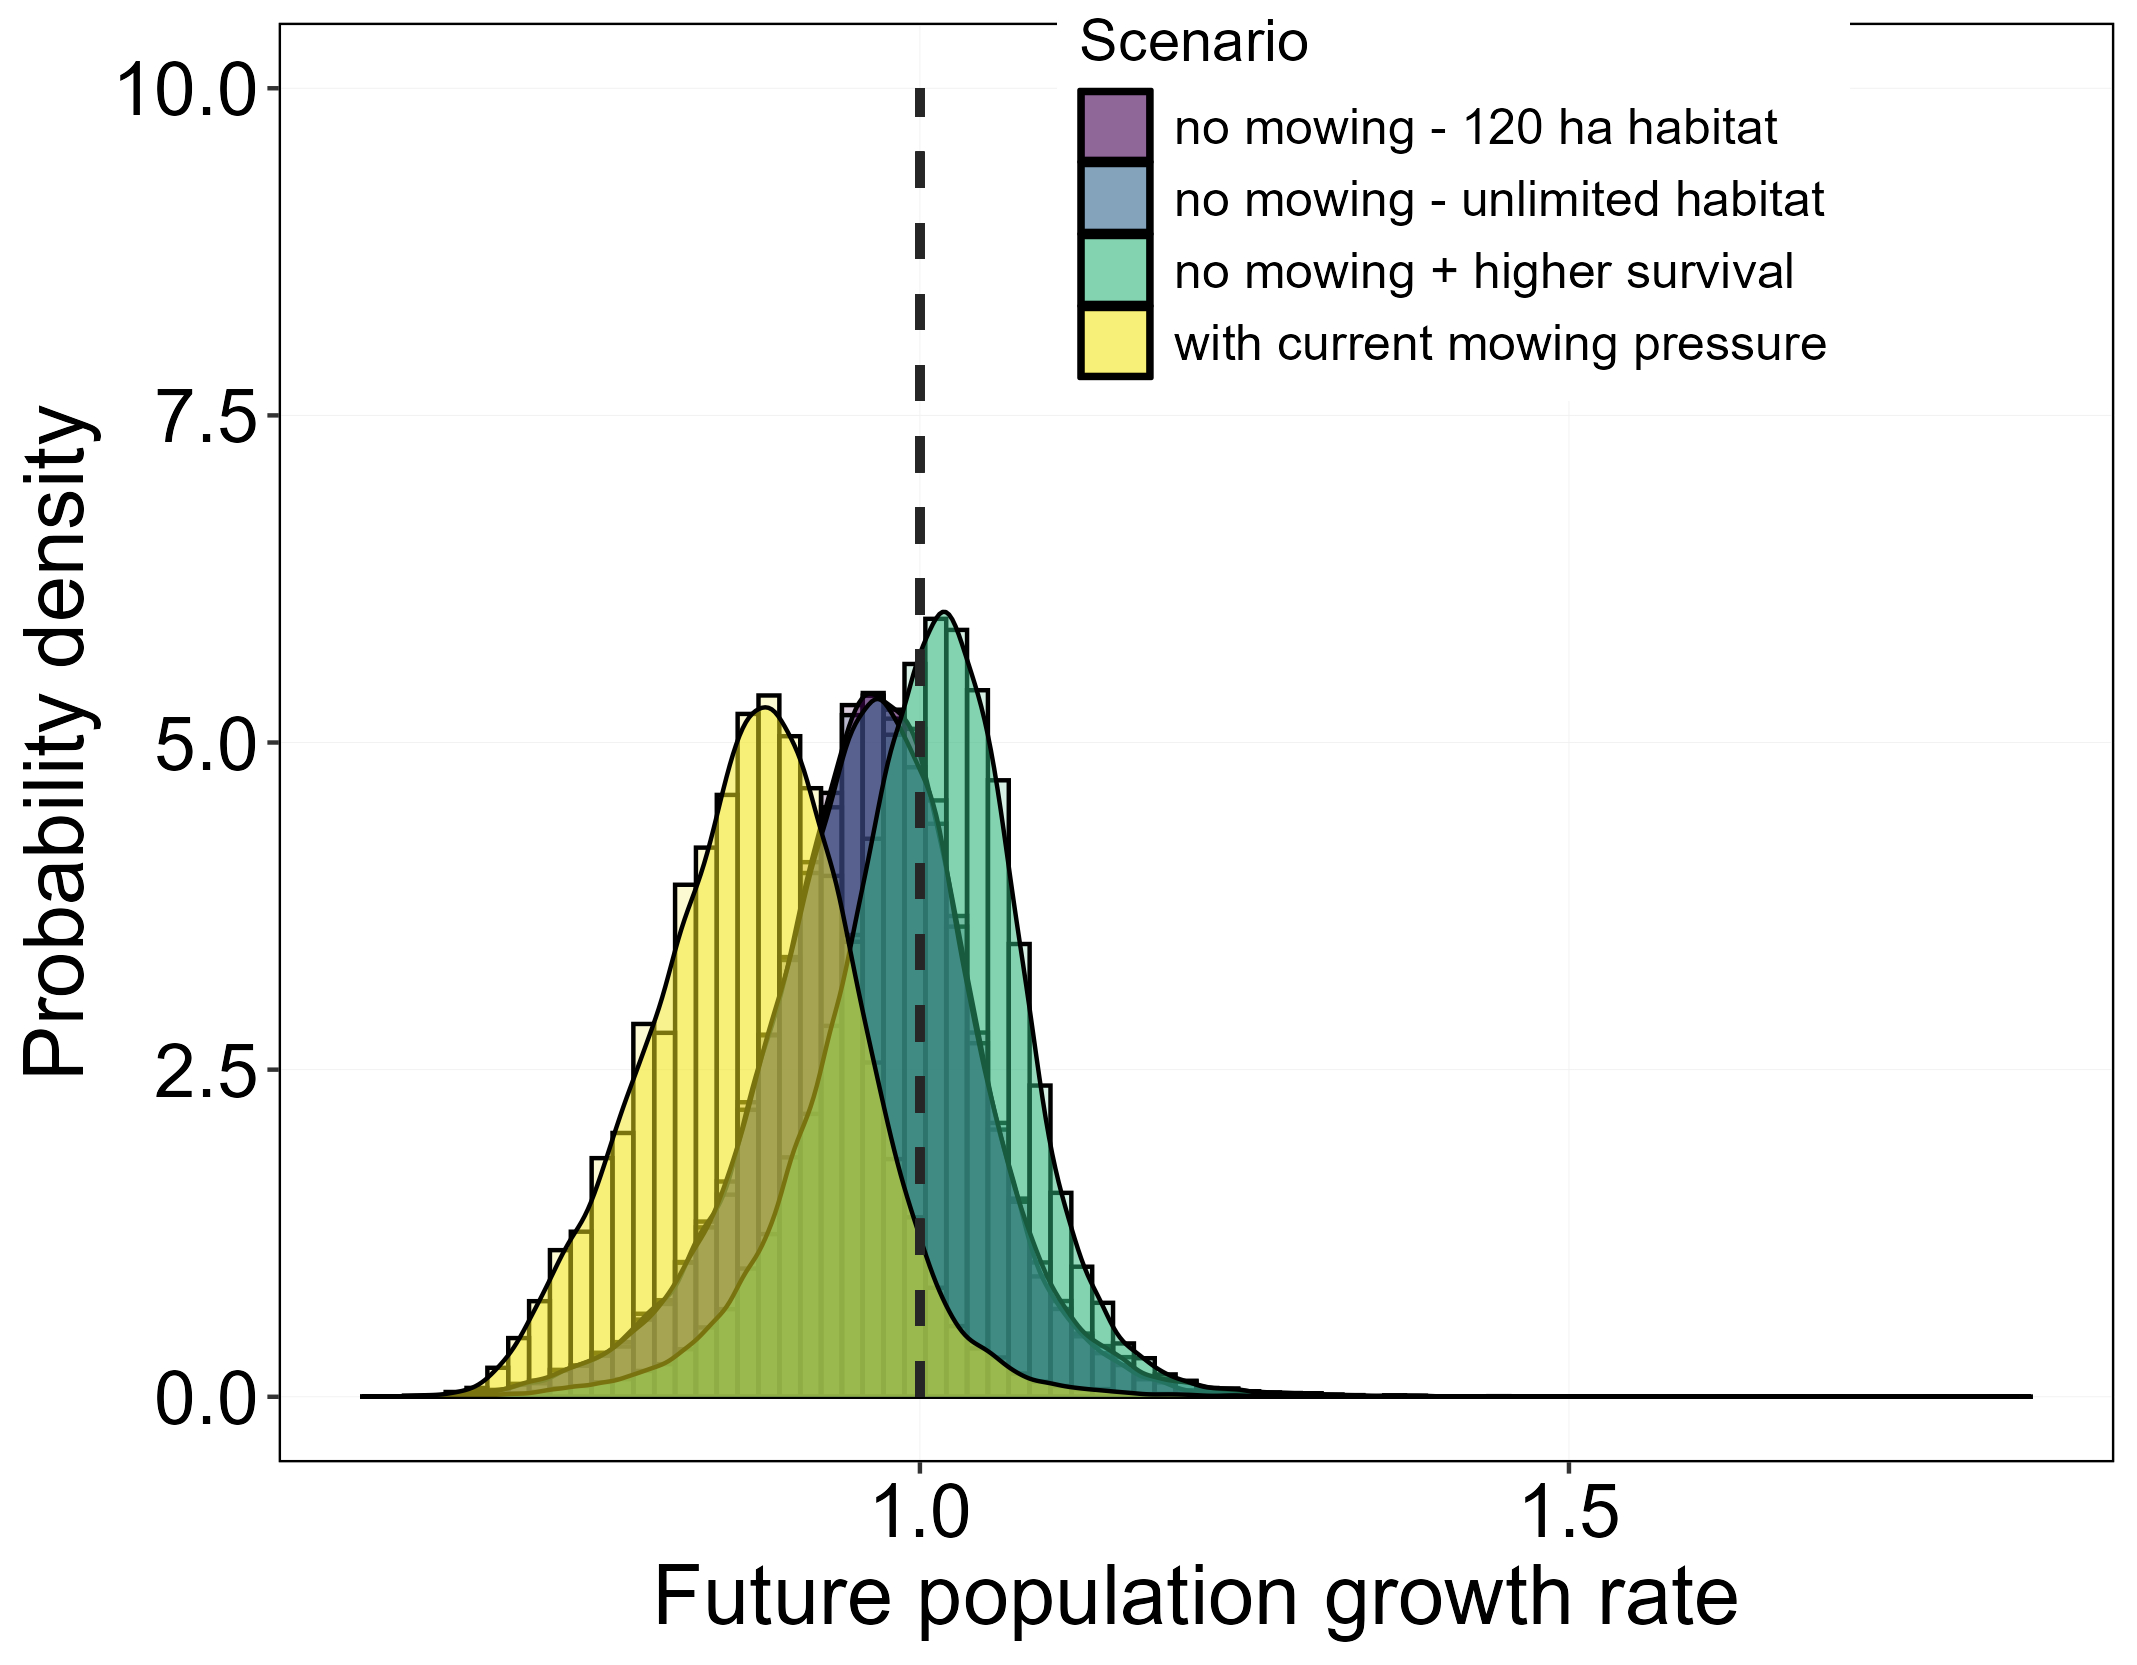 Scenario
no mowing - 120 ha habitat
no mowing - unlimited habitat
no mowing + higher survival
with current mowing pressure
Probability density
10.0
7.5
5.0
2.5
0.0
1.0
1.5
Future population growth rate